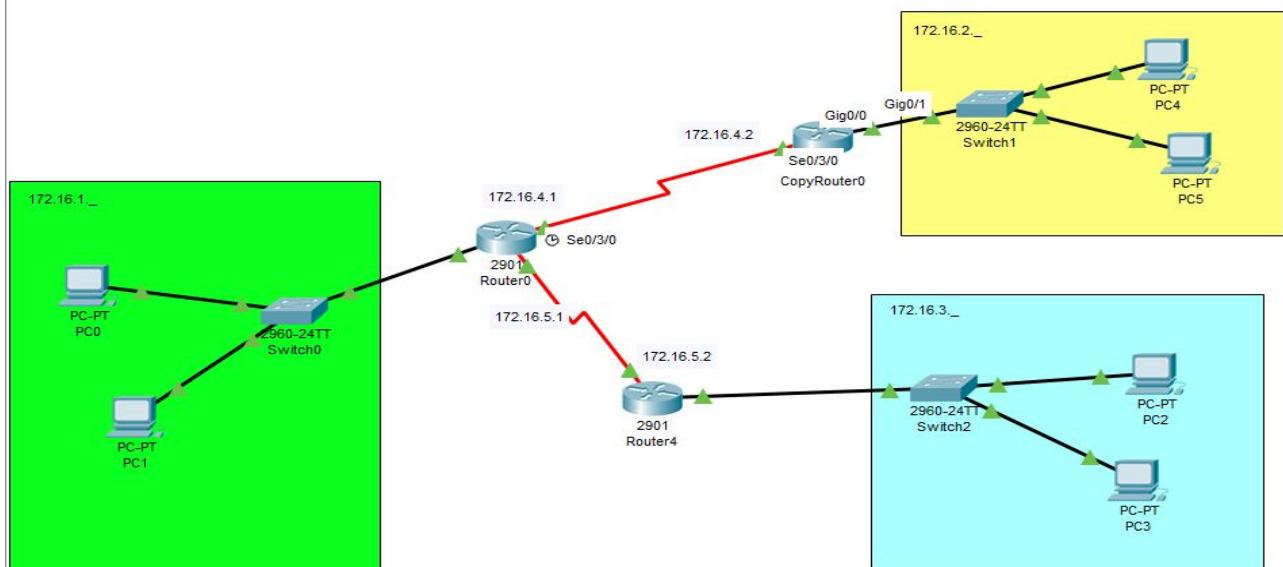 172.16.2._
PC-PT
PC4
Gig0/1
Gig0/0
2960-24TT
Switch1
172.16.4.2
Se0/3/0
CopyRouter0
PC-PT
PC5
172.16.1._
172.16.4.1
Se0/3/0
2901
Router0
PC-PT
PC0
2960-24TT
Switch0
172.16.5.1
172.16.3._
172.16.5.2
2901
Router4
2960-24TT
Switch2
PC-PT
PC2
PC-PT
PC1
PC-PT
PC3